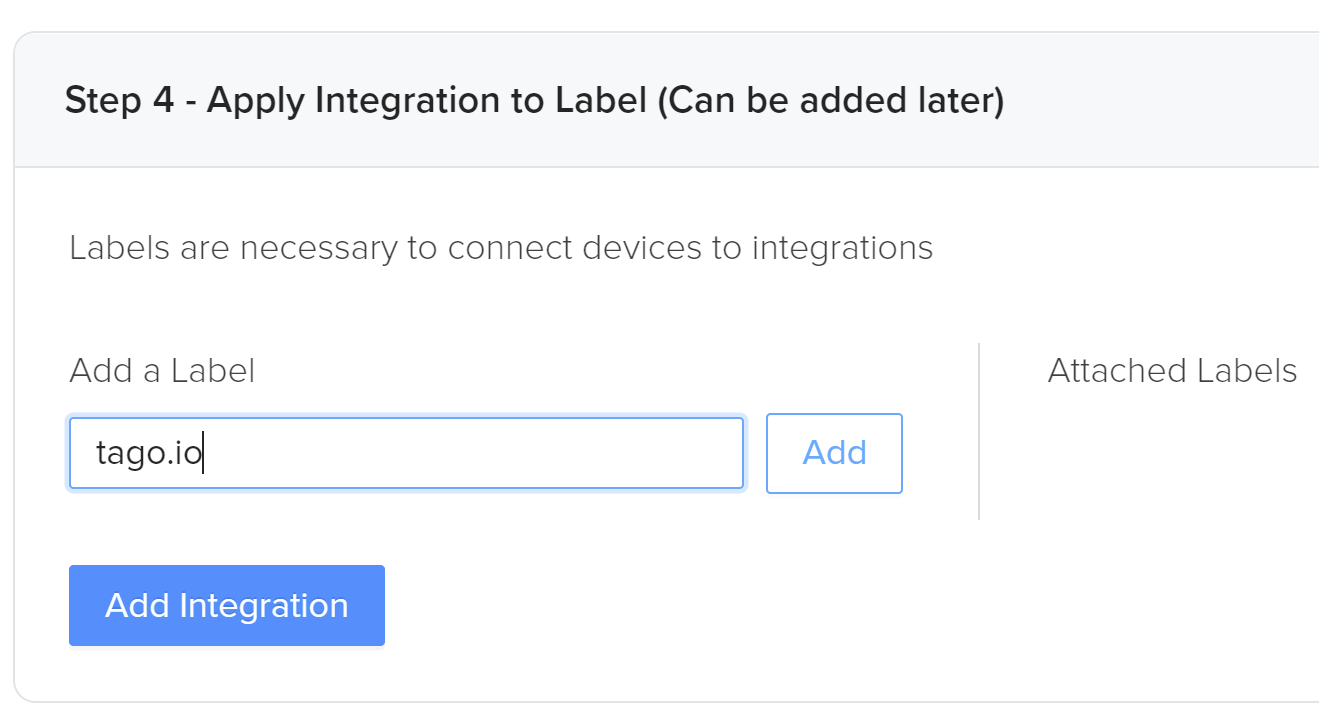 Step 4 - Apply Integration to Label (Can be added later)
Labels are necessary to connect devices to integrations
Add a Label
tago.io
Add
Attached Labels
Add Integration